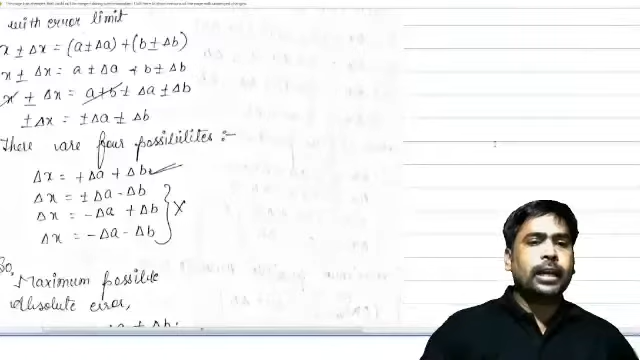 with error limit
x ± Δx = (a ± Δa) + (b ± Δb)
x ± Δx = a ± Δa + b ± Δb
x ± Δx = a+b ± Δa ± Δb
± Δx = ± Δa ± Δb
There are four possibilites :-
Δx = +Δa + Δb
Δx = ± Δa - Δb
Δx = - Δa + Δb
Δx = - Δa - Δb
X
So,
Maximum possible
Absolute error,